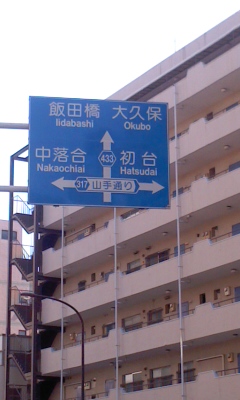 飯田橋 大久保
Iidabashi Okubo
433
中落合 初台
Nakaochiai Hatsudai
317 山手通り